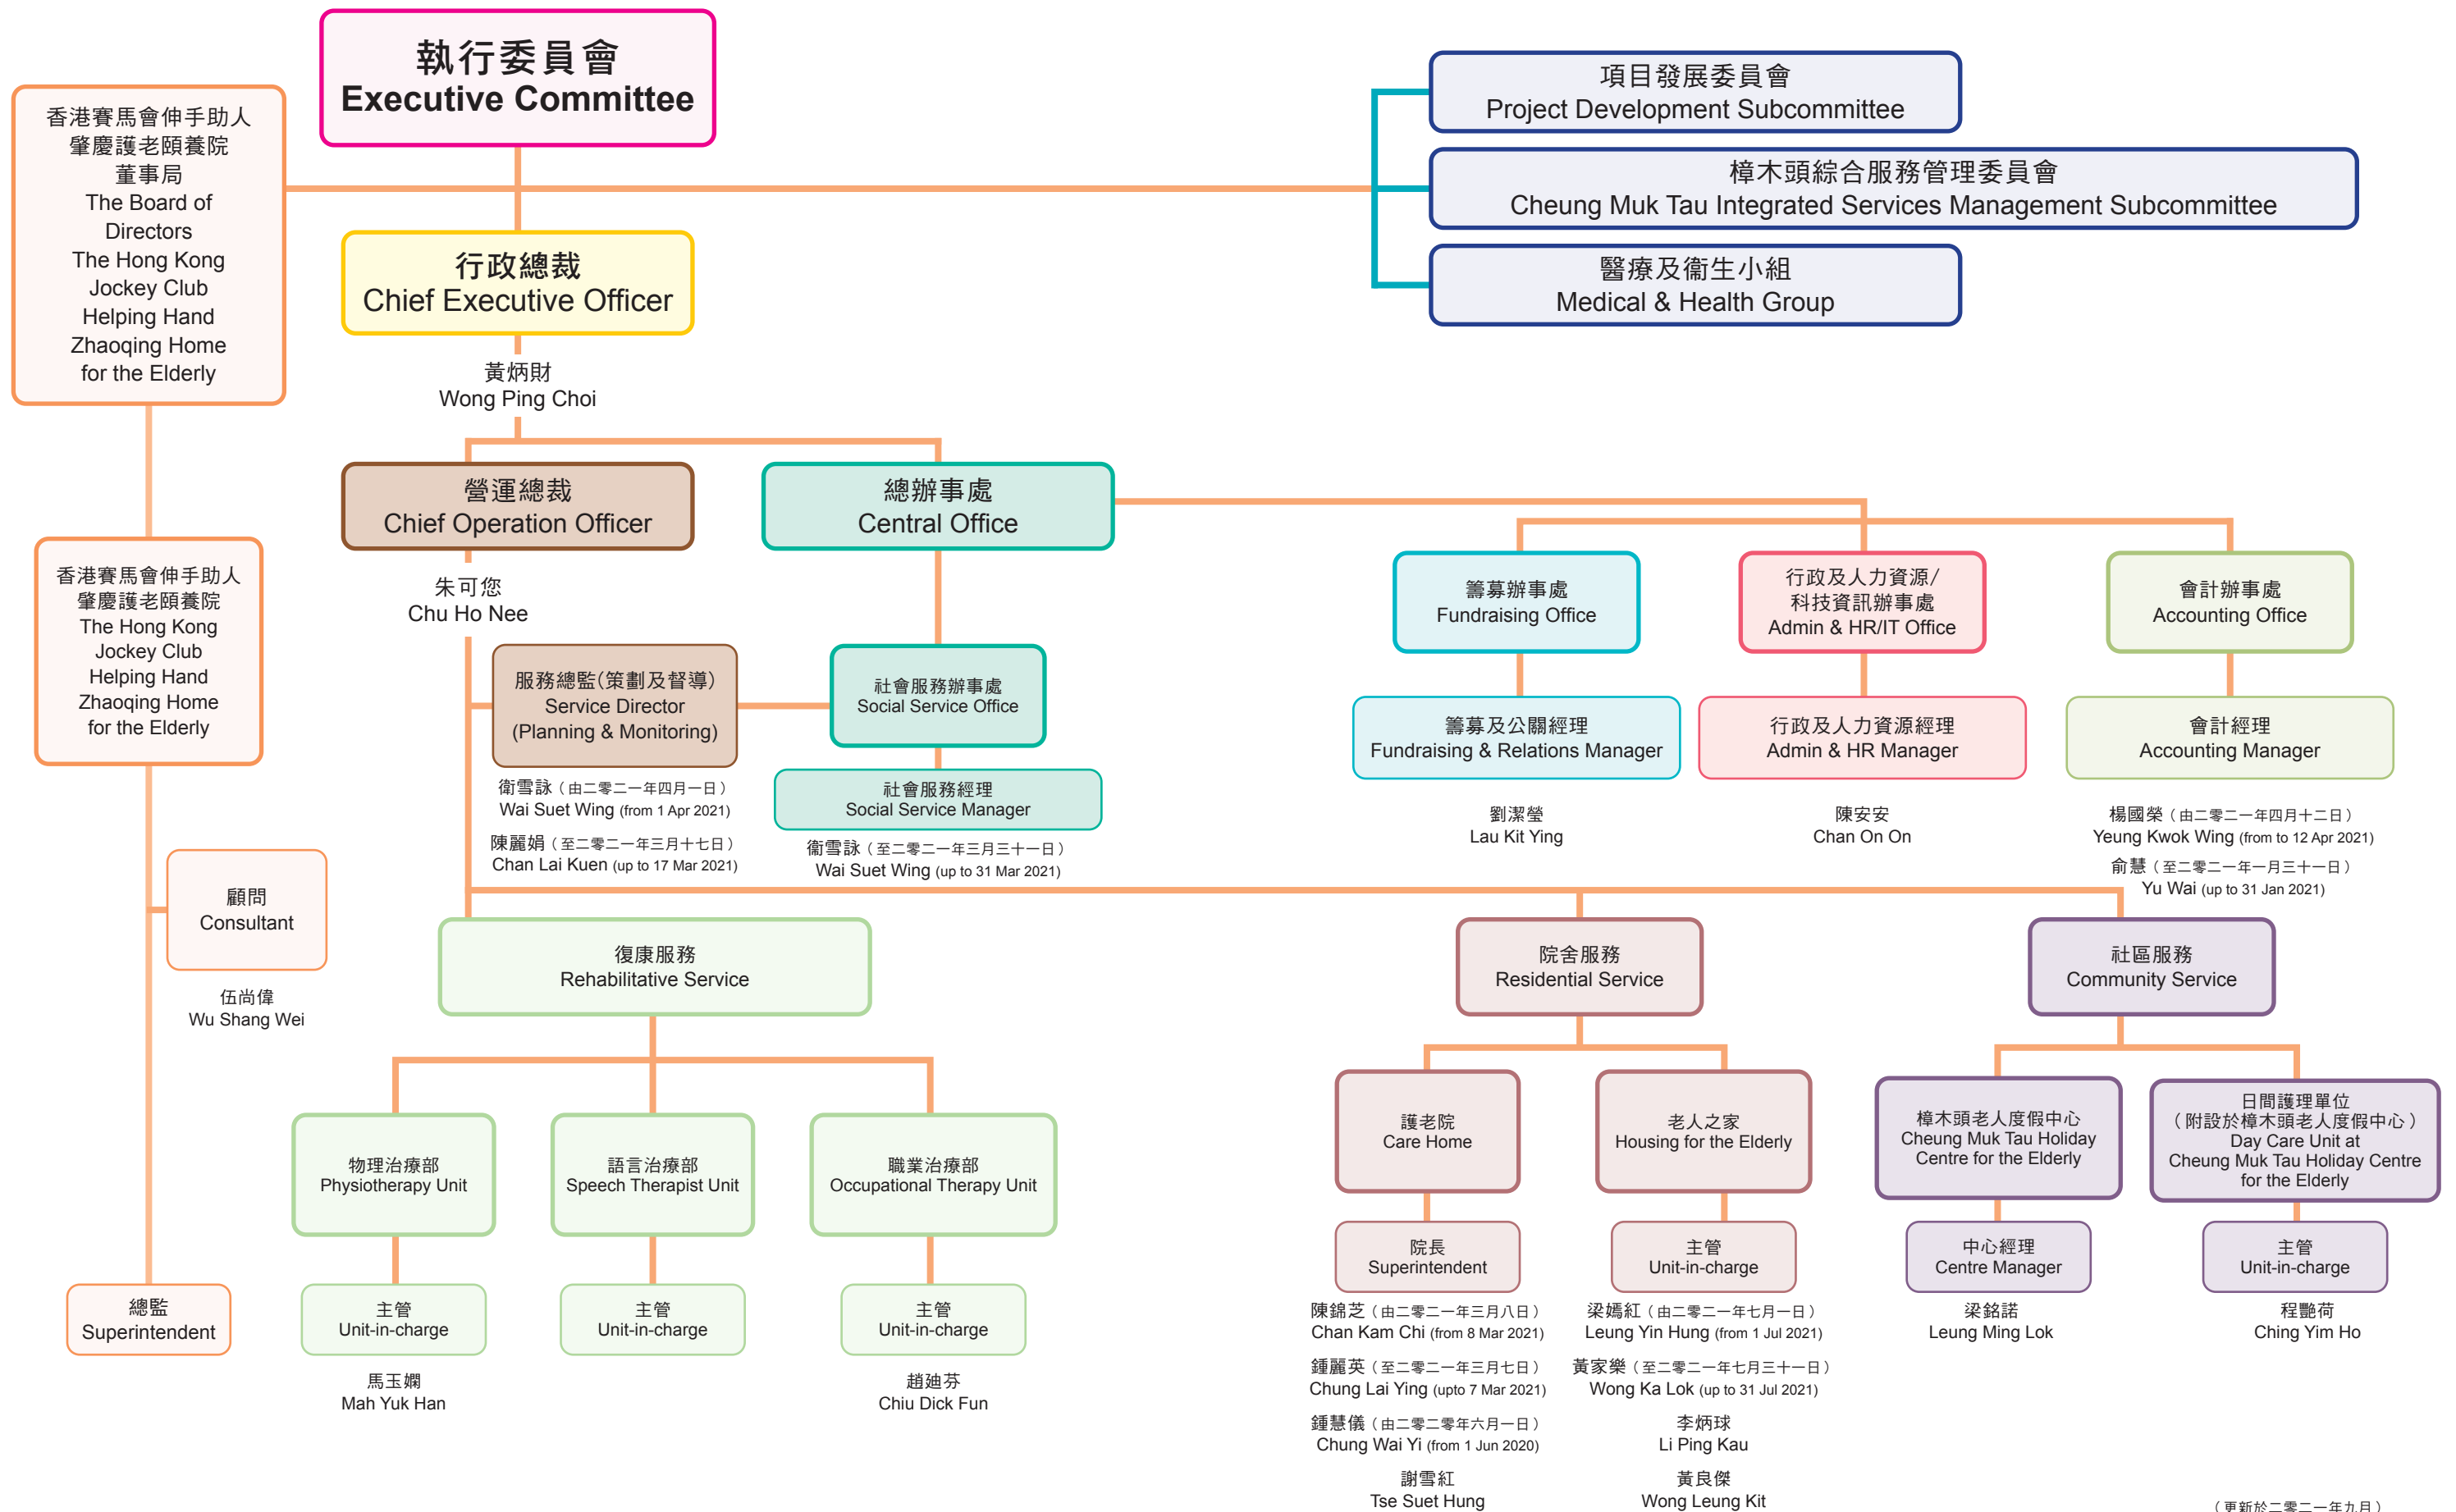 執行委員會
Executive Committee
項目發展委員會
Project Development Subcommittee
樟木頭綜合服務管理委員會
Cheung Muk Tau Integrated Services Management Subcommittee
醫療及衞生小組
Medical & Health Group
香港賽馬會伸手助人
肇慶護老頤養院
董事局
The Board of
Directors
The Hong Kong
Jockey Club
Helping Hand
Zhaoqing Home
for the Elderly
行政總裁
Chief Executive Officer
黃炳財
Wong Ping Choi
營運總裁
Chief Operation Officer
朱可您
Chu Ho Nee
總辦事處
Central Office
香港賽馬會伸手助人
肇慶護老頤養院
The Hong Kong
Jockey Club
Helping Hand
Zhaoqing Home
for the Elderly
服務總監(策劃及督導)
Service Director
(Planning & Monitoring)
衛雪詠（由二零二一年四月一日）
Wai Suet Wing (from 1 Apr 2021)
陳麗娟（至二零二一年三月十七日）
Chan Lai Kuen (up to 17 Mar 2021)
社會服務辦事處
Social Service Office
社會服務經理
Social Service Manager
衞雪詠（至二零二一年三月三十一日）
Wai Suet Wing (up to 31 Mar 2021)
籌募辦事處
Fundraising Office
籌募及公關經理
Fundraising & Relations Manager
劉潔瑩
Lau Kit Ying
行政及人力資源/
科技資訊辦事處
Admin & HR/IT Office
行政及人力資源經理
Admin & HR Manager
陳安安
Chan On On
會計辦事處
Accounting Office
會計經理
Accounting Manager
楊國榮（由二零二一年四月十二日）
Yeung Kwok Wing (from to 12 Apr 2021)
俞慧（至二零二一年一月三十一日）
Yu Wai (up to 31 Jan 2021)
顧問
Consultant
伍尚偉
Wu Shang Wei
總監
Superintendent
復康服務
Rehabilitative Service
物理治療部
Physiotherapy Unit
主管
Unit-in-charge
馬玉嫻
Mah Yuk Han
語言治療部
Speech Therapist Unit
主管
Unit-in-charge
職業治療部
Occupational Therapy Unit
主管
Unit-in-charge
趙廸芬
Chiu Dick Fun
院舍服務
Residential Service
護老院
Care Home
院長
Superintendent
陳錦芝（由二零二一年三月八日）
Chan Kam Chi (from 8 Mar 2021)
鍾麗英（至二零二一年三月七日）
Chung Lai Ying (upto 7 Mar 2021)
鍾慧儀（由二零二零年六月一日）
Chung Wai Yi (from 1 Jun 2020)
謝雪紅
Tse Suet Hung
老人之家
Housing for the Elderly
主管
Unit-in-charge
梁嫣紅（由二零二一年七月一日）
Leung Yin Hung (from 1 Jul 2021)
黃家樂（至二零二一年七月三十一日）
Wong Ka Lok (up to 31 Jul 2021)
李炳球
Li Ping Kau
黃良傑
Wong Leung Kit
社區服務
Community Service
樟木頭老人度假中心
Cheung Muk Tau Holiday
Centre for the Elderly
中心經理
Centre Manager
梁銘諾
Leung Ming Lok
日間護理單位
（附設於樟木頭老人度假中心）
Day Care Unit at
Cheung Muk Tau Holiday Centre
for the Elderly
主管
Unit-in-charge
程艷荷
Ching Yim Ho
（更新於二零二一年九月）